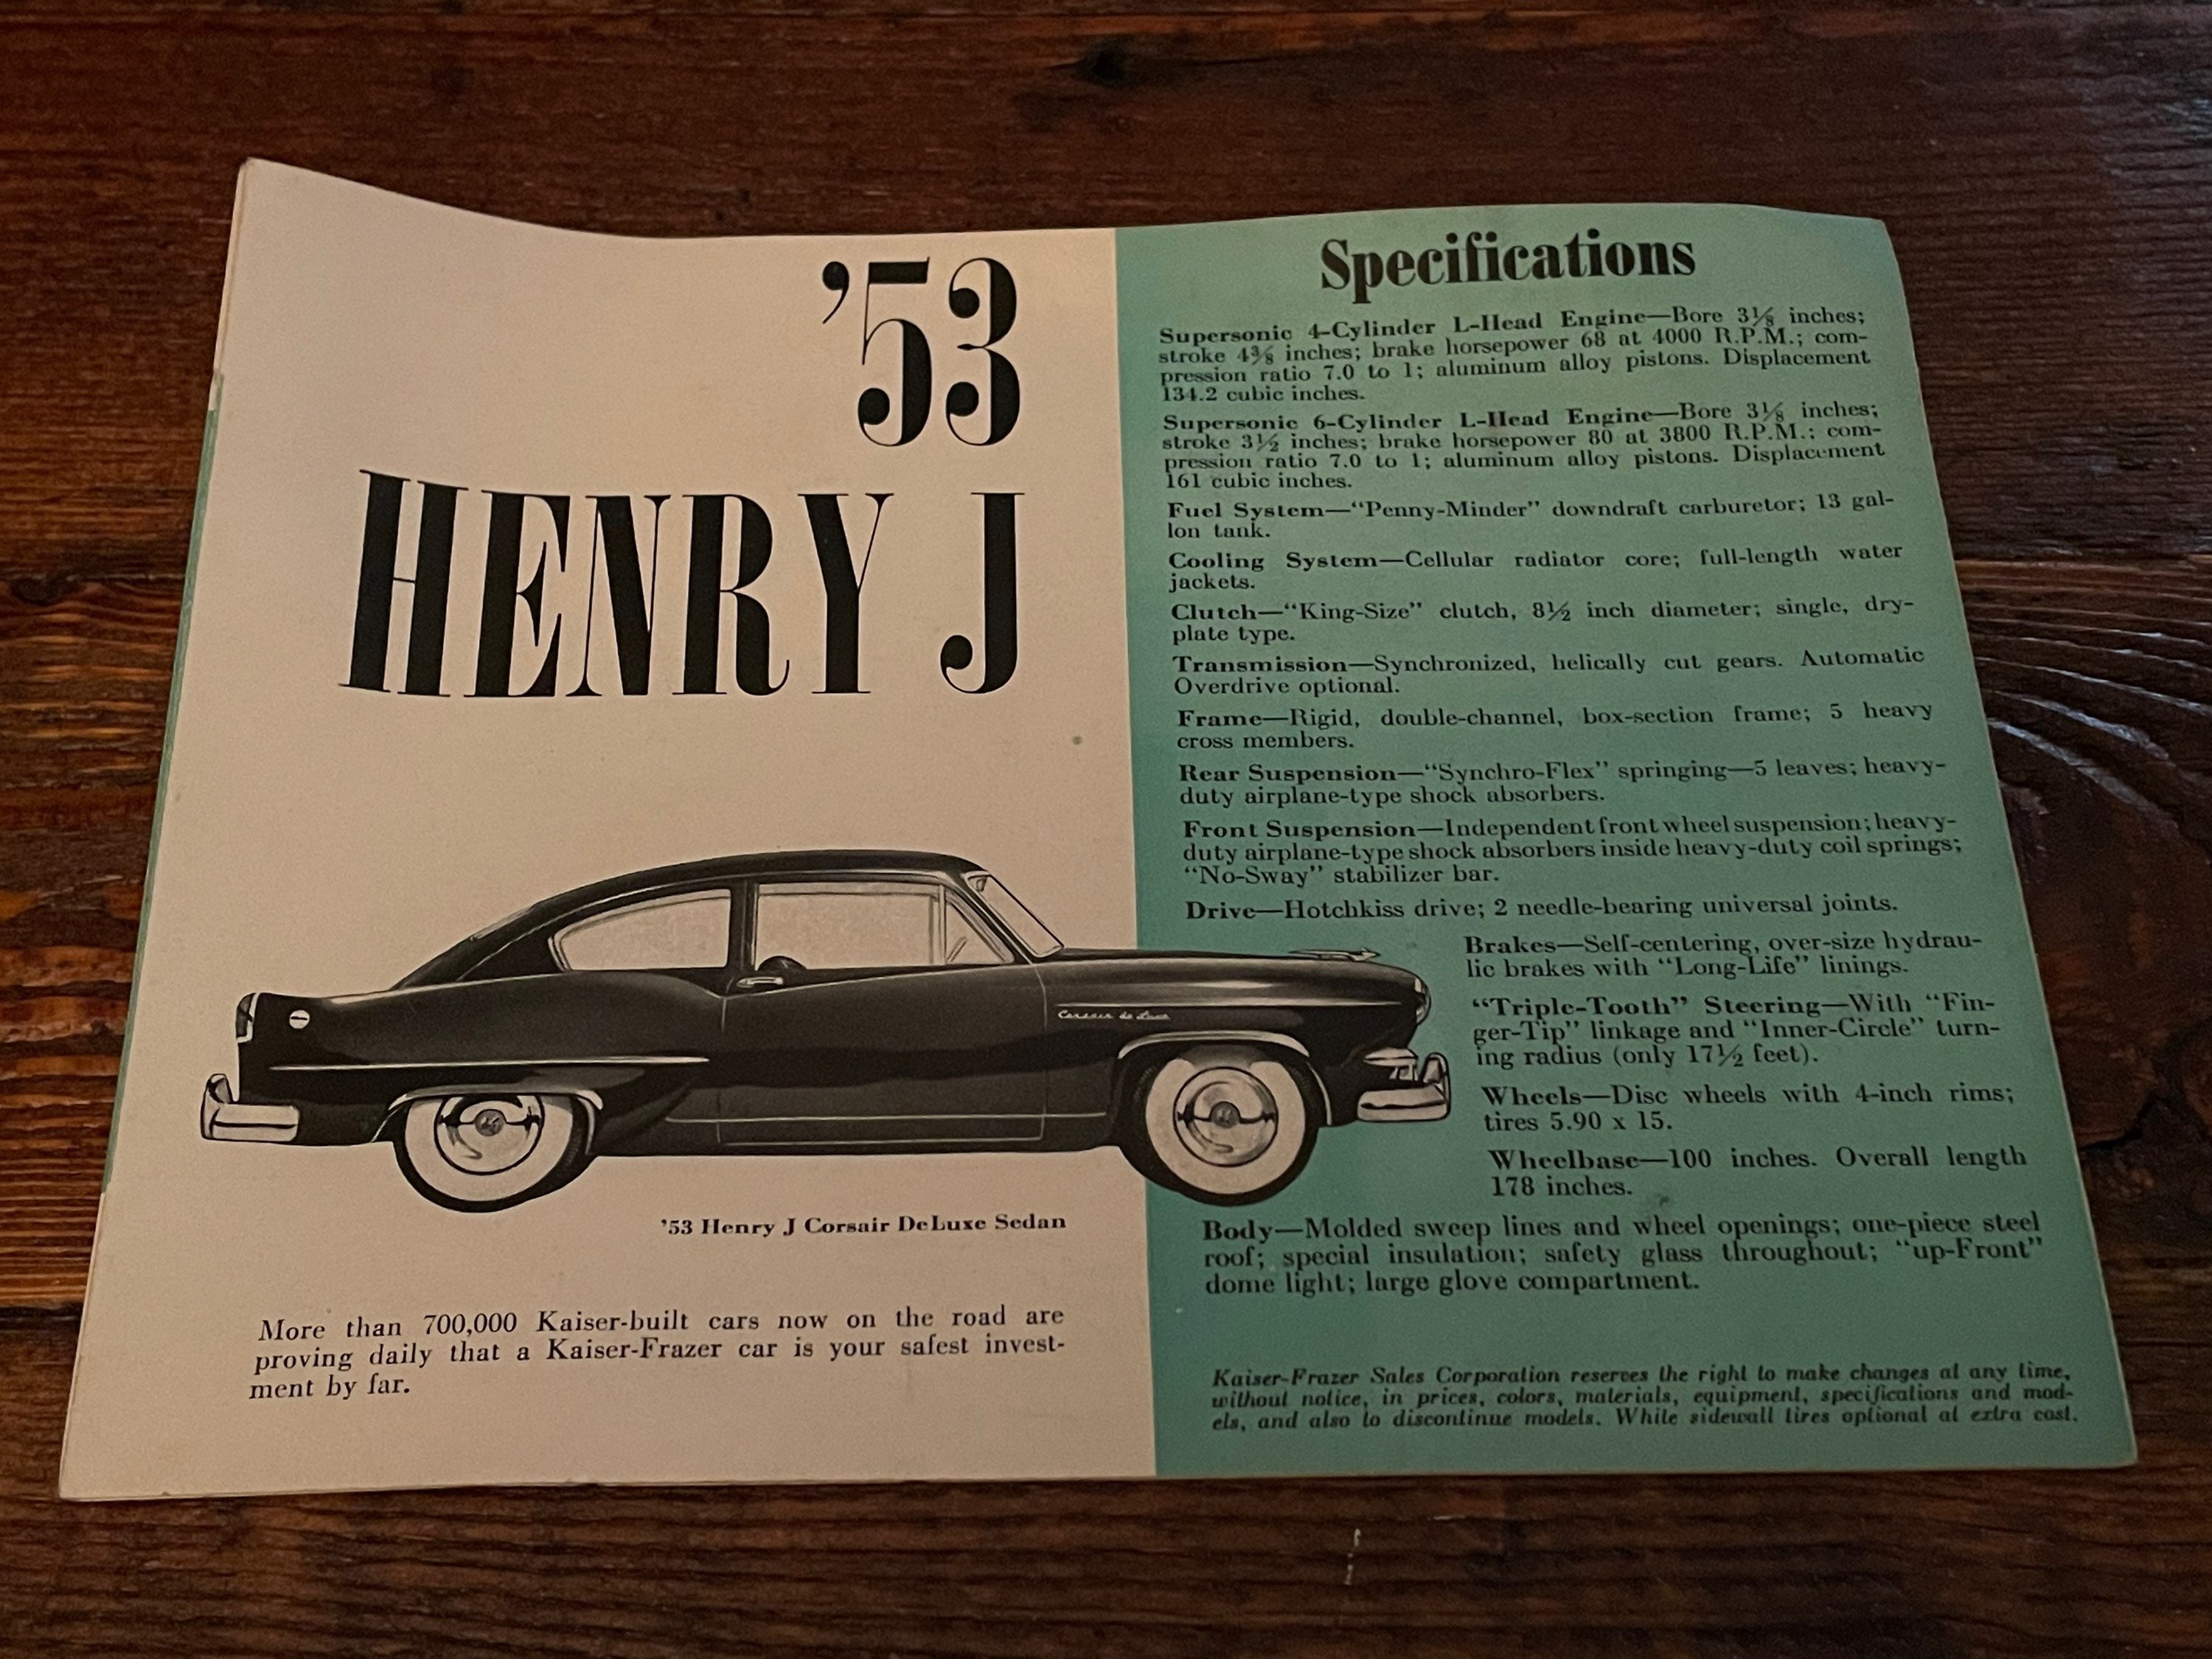 ’53
HENRY J
Corsair de Luxe
’53 Henry J Corsair DeLuxe Sedan
More than 700,000 Kaiser-built cars now on the road are
proving daily that a Kaiser-Frazer car is your safest invest-
ment by far.
Specifications
Supersonic 4-Cylinder L-Head Engine—Bore 3⅛ inches;
stroke 4⅜ inches; brake horsepower 68 at 4000 R.P.M.; com-
pression ratio 7.0 to 1; aluminum alloy pistons. Displacement
134.2 cubic inches.
Supersonic 6-Cylinder L-Head Engine—Bore 3⅛ inches;
stroke 3½ inches; brake horsepower 80 at 3800 R.P.M.; com-
pression ratio 7.0 to 1; aluminum alloy pistons. Displacement
161 cubic inches.
Fuel System—“Penny-Minder” downdraft carburetor; 13 gal-
lon tank.
Cooling System—Cellular radiator core; full-length water
jackets.
Clutch—“King-Size” clutch, 8½ inch diameter; single, dry-
plate type.
Transmission—Synchronized, helically cut gears. Automatic
Overdrive optional.
Frame—Rigid, double-channel, box-section frame; 5 heavy
cross members.
Rear Suspension—“Synchro-Flex” springing—5 leaves; heavy-
duty airplane-type shock absorbers.
Front Suspension—Independent front wheel suspension; heavy-
duty airplane-type shock absorbers inside heavy-duty coil springs;
“No-Sway” stabilizer bar.
Drive—Hotchkiss drive; 2 needle-bearing universal joints.
Brakes—Self-centering, over-size hydrau-
lic brakes with “Long-Life” linings.
“Triple-Tooth” Steering—With “Fin-
ger-Tip” linkage and “Inner-Circle” turn-
ing radius (only 17½ feet).
Wheels—Disc wheels with 4-inch rims;
tires 5.90 x 15.
Wheelbase—100 inches. Overall length
178 inches.
Body—Molded sweep lines and wheel openings; one-piece steel
roof; special insulation; safety glass throughout; “up-Front”
dome light; large glove compartment.
Kaiser-Frazer Sales Corporation reserves the right to make changes at any time,
without notice, in prices, colors, materials, equipment, specifications and mod-
els, and also to discontinue models. White sidewall tires optional at extra cost.